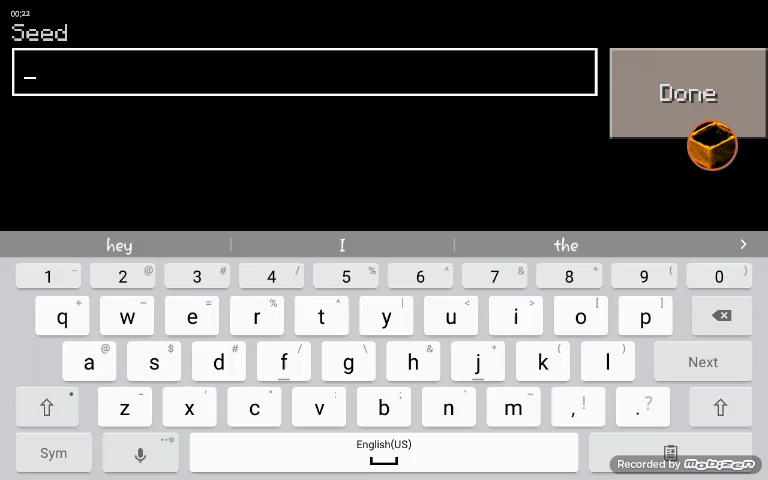 00:22
Seed
_
Done
hey I the >
1 - 2 @ 3 # 4 / 5 % 6 ^ 7 & 8 * 9 ( 0 )
q + w - e = r % t ^ y | u < i > o [ p ]
a @ s $ d # f / g \ h & j * k ( l ) Next
z - x ' c " v : b ; n m , ! . ?
Sym English(US)
Recorded by mobizen